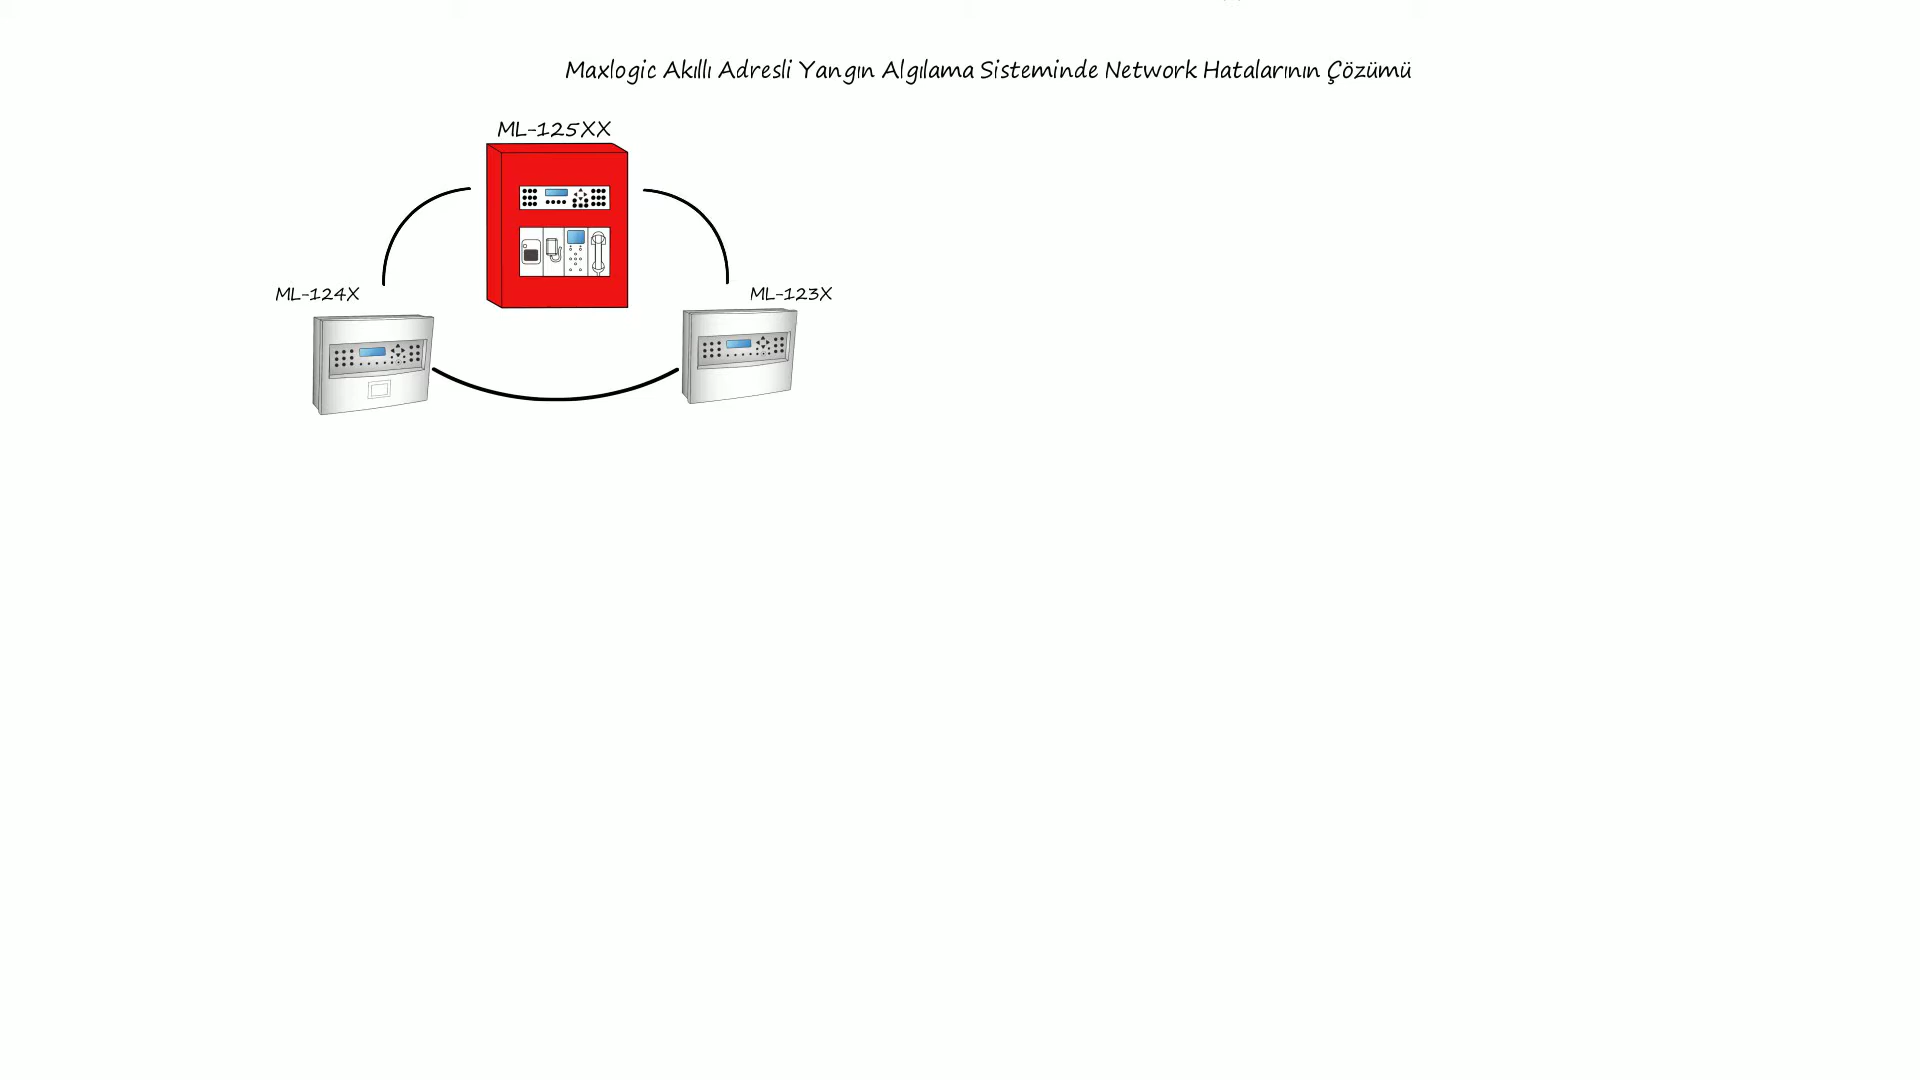 Maxlogic Akıllı Adresli Yangın Algılama Sisteminde Network Hatalarının Çözümü
ML-125XX
ML-124X
ML-123X